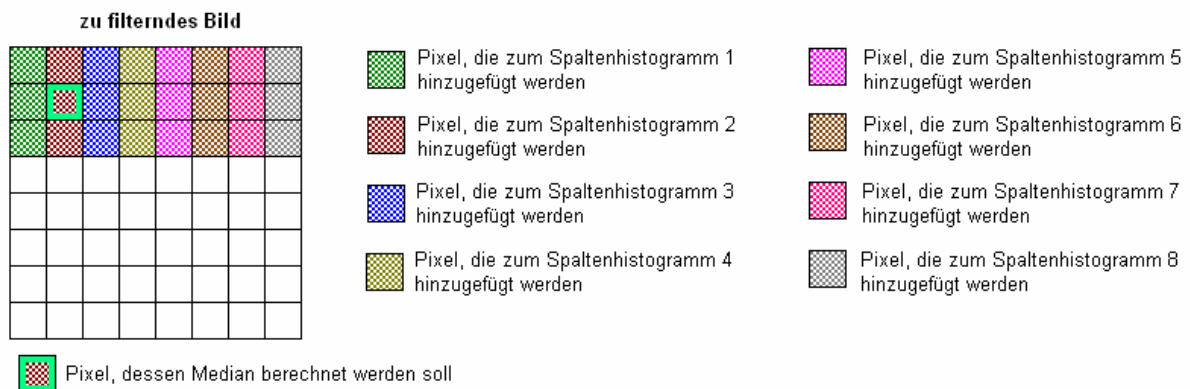 zu filterndes Bild
Pixel, die zum Spaltenhistogramm 1
hinzugefügt werden
Pixel, die zum Spaltenhistogramm 2
hinzugefügt werden
Pixel, die zum Spaltenhistogramm 3
hinzugefügt werden
Pixel, die zum Spaltenhistogramm 4
hinzugefügt werden
Pixel, die zum Spaltenhistogramm 5
hinzugefügt werden
Pixel, die zum Spaltenhistogramm 6
hinzugefügt werden
Pixel, die zum Spaltenhistogramm 7
hinzugefügt werden
Pixel, die zum Spaltenhistogramm 8
hinzugefügt werden
Pixel, dessen Median berechnet werden soll